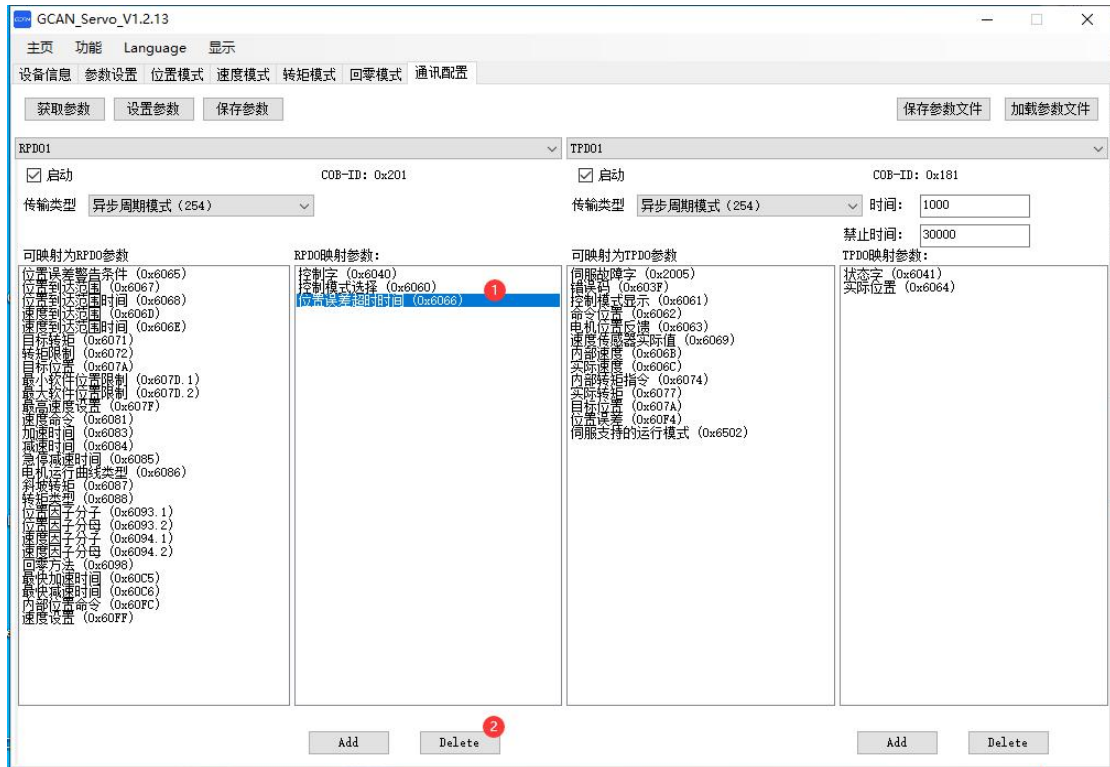 GCAN_Servo_V1.2.13
主页 功能 Language 显示
设备信息 参数设置 位置模式 速度模式 转矩模式 回零模式 通讯配置
获取参数 设置参数 保存参数 保存参数文件 加载参数文件
RPDO1
启动 COB-ID: 0x201
传输类型 异步周期模式 (254)
可映射为RPDO参数
位置误差警告条件 (0x6065)
位置到达范围 (0x6067)
位置到达范围时间 (0x6068)
速度到达范围 (0x606D)
速度到达范围时间 (0x606E)
目标转矩 (0x6071)
转矩限制 (0x6072)
目标位置 (0x607A)
最小软件位置限制 (0x607D.1)
最大软件位置限制 (0x607D.2)
最高速度设置 (0x607F)
速度命令 (0x6081)
加速时间 (0x6083)
减速时间 (0x6084)
急停减速时间 (0x6085)
电机运行曲线类型 (0x6086)
斜坡转矩 (0x6087)
转矩类型 (0x6088)
位置因子分子 (0x6093.1)
位置因子分母 (0x6093.2)
速度因子分子 (0x6094.1)
速度因子分母 (0x6094.2)
回零方法 (0x6098)
最快加速时间 (0x60C5)
最快减速时间 (0x60C6)
内部位置命令 (0x60FC)
速度设置 (0x60FF)
RPDO映射参数:
控制字 (0x6040)
控制模式选择 (0x6060)
位置误差超时时间 (0x6066) 1
Add Delete 2
TPDO1
启动 COB-ID: 0x181
传输类型 异步周期模式 (254) 时间: 1000
禁止时间: 30000
可映射为TPDO参数
伺服故障字 (0x2005)
错误码 (0x603F)
控制模式显示 (0x6061)
命令位置 (0x6062)
电机位置反馈 (0x6063)
速度传感器实际值 (0x6069)
内部速度 (0x606B)
实际速度 (0x606C)
内部转矩指令 (0x6074)
实际转矩 (0x6077)
目标位置 (0x607A)
位置误差 (0x60F4)
伺服支持的运行模式 (0x6502)
TPDO映射参数:
状态字 (0x6041)
实际位置 (0x6064)
Add Delete